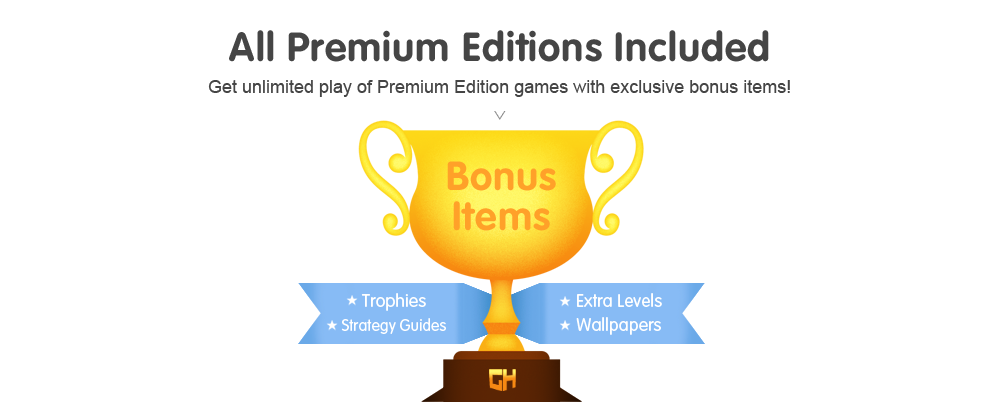 All Premium Editions Included
Get unlimited play of Premium Edition games with exclusive bonus items!
Bonus
Items
★ Trophies
★ Strategy Guides
★ Extra Levels
★ Wallpapers
GH